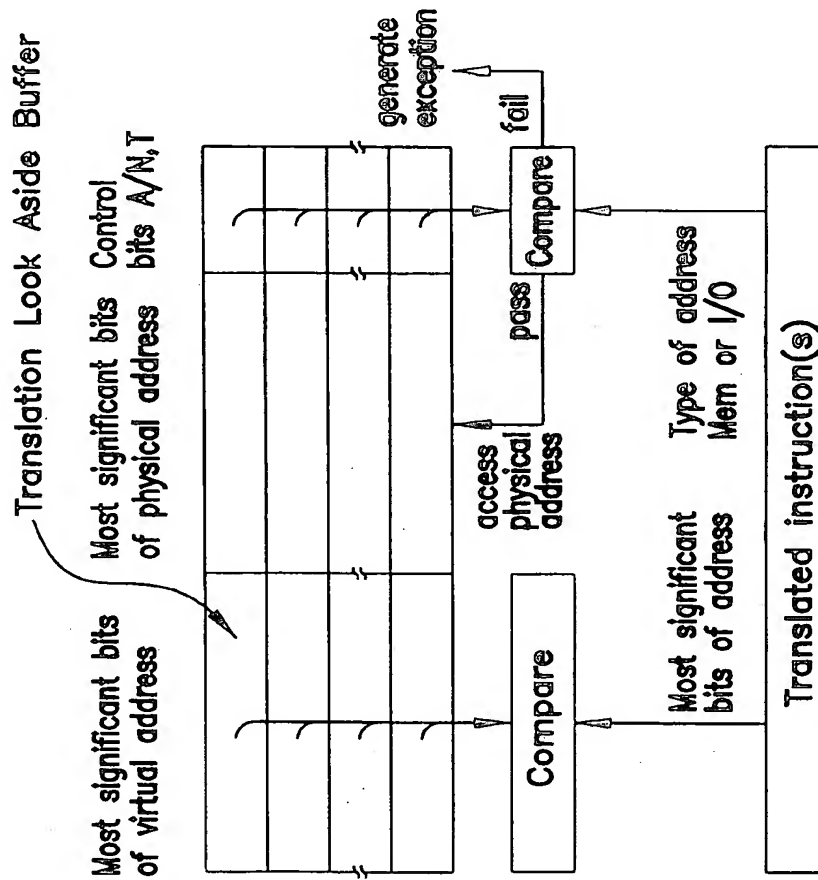 Translation Look Aside Buffer
Most significant bits
of virtual address
Most significant bits
of physical address
Control
bits A/N,T
Compare
access
physical
address
pass
Compare
fail
generate
exception
Most significant
bits of address
Type of address
Mem or I/O
Translated instruction(s)